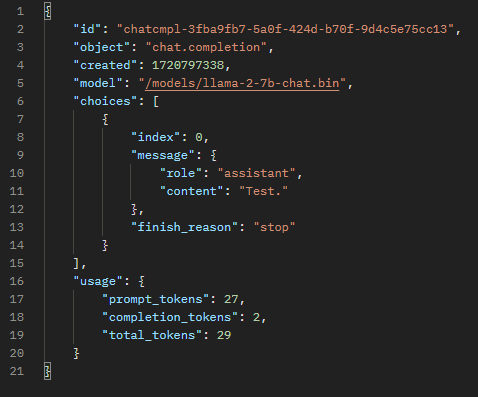 1 {
2 "id": "chatcmpl-3fba9fb7-5a0f-424d-b70f-9d4c5e75cc13",
3 "object": "chat.completion",
4 "created": 1720797338,
5 "model": "/models/llama-2-7b-chat.bin",
6 "choices": [
7 {
8 "index": 0,
9 "message": {
10 "role": "assistant",
11 "content": "Test."
12 },
13 "finish_reason": "stop"
14 }
15 ],
16 "usage": {
17 "prompt_tokens": 27,
18 "completion_tokens": 2,
19 "total_tokens": 29
20 }
21 }